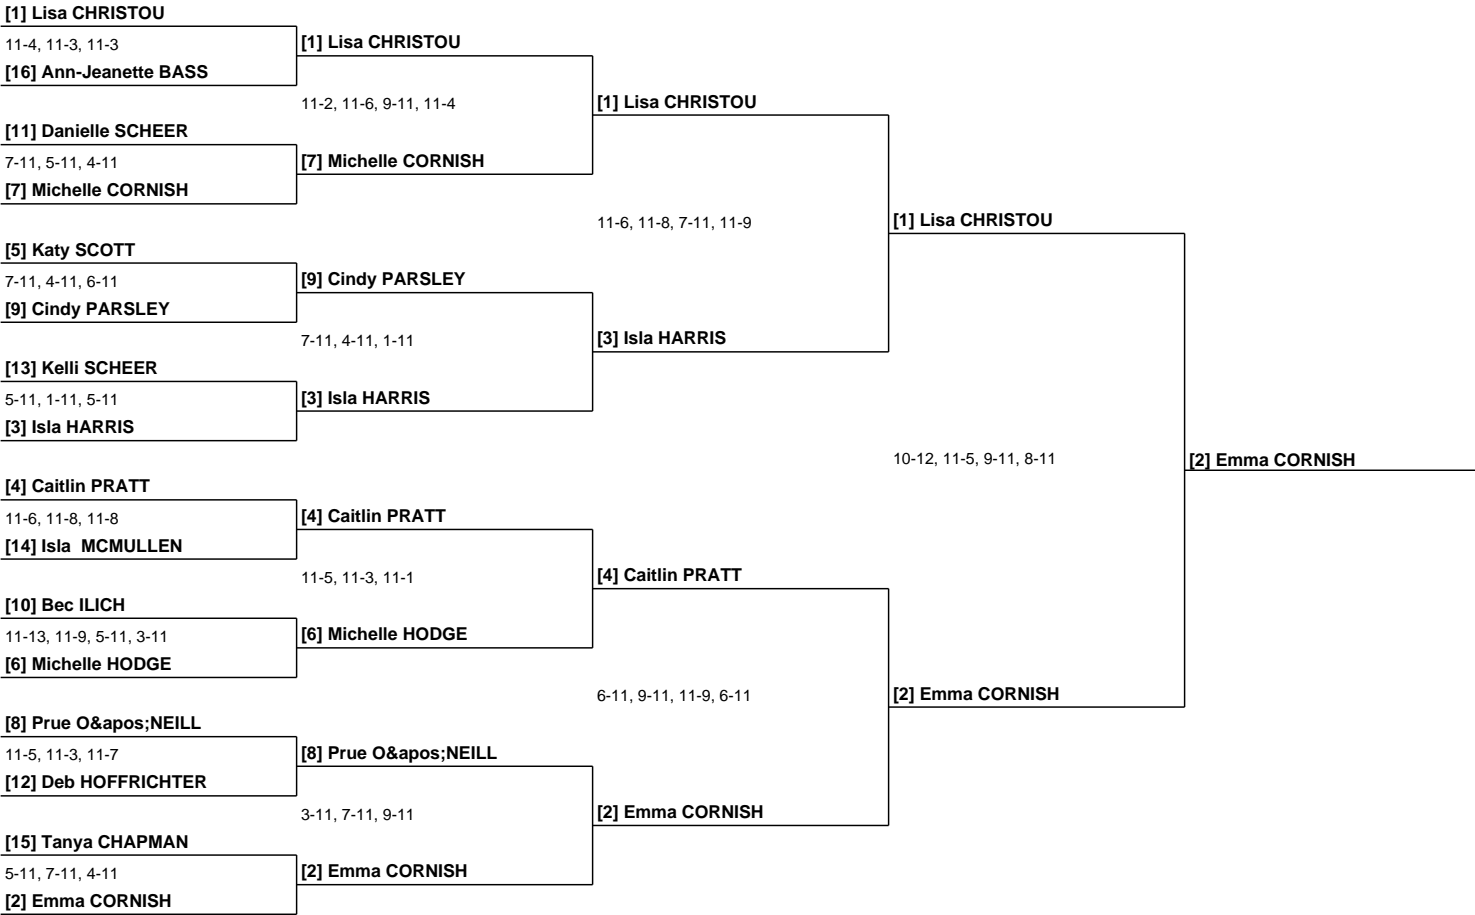 [1] Lisa CHRISTOU
11-4, 11-3, 11-3
[16] Ann-Jeanette BASS
[11] Danielle SCHEER
7-11, 5-11, 4-11
[7] Michelle CORNISH
[5] Katy SCOTT
7-11, 4-11, 6-11
[9] Cindy PARSLEY
[13] Kelli SCHEER
5-11, 1-11, 5-11
[3] Isla HARRIS
[4] Caitlin PRATT
11-6, 11-8, 11-8
[14] Isla  MCMULLEN
[10] Bec ILICH
11-13, 11-9, 5-11, 3-11
[6] Michelle HODGE
[8] Prue O&apos;NEILL
11-5, 11-3, 11-7
[12] Deb HOFFRICHTER
[15] Tanya CHAPMAN
5-11, 7-11, 4-11
[2] Emma CORNISH
[1] Lisa CHRISTOU
11-2, 11-6, 9-11, 11-4
[7] Michelle CORNISH
[9] Cindy PARSLEY
7-11, 4-11, 1-11
[3] Isla HARRIS
[4] Caitlin PRATT
11-5, 11-3, 11-1
[6] Michelle HODGE
[8] Prue O&apos;NEILL
3-11, 7-11, 9-11
[2] Emma CORNISH
[1] Lisa CHRISTOU
11-6, 11-8, 7-11, 11-9
[3] Isla HARRIS
[4] Caitlin PRATT
6-11, 9-11, 11-9, 6-11
[2] Emma CORNISH
[1] Lisa CHRISTOU
10-12, 11-5, 9-11, 8-11
[2] Emma CORNISH
[2] Emma CORNISH